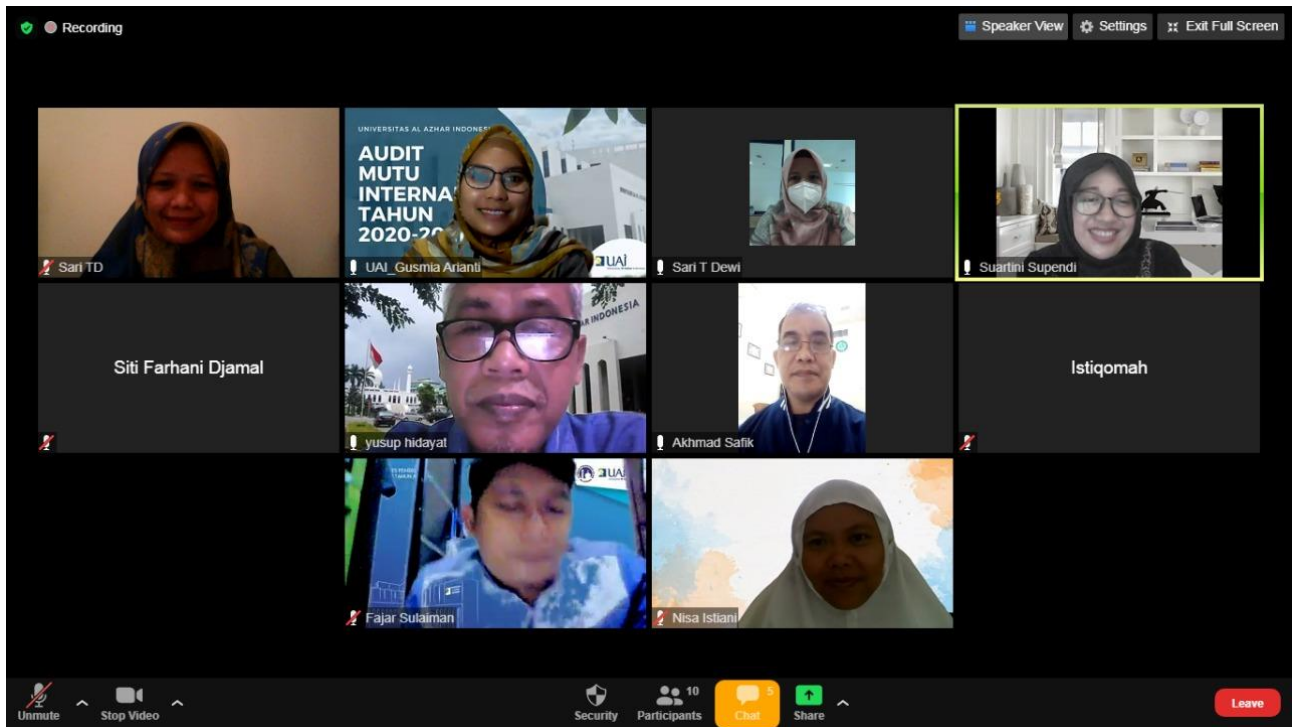 Recording
Speaker View
Settings
Exit Full Screen
UNIVERSITAS AL AZHAR INDONES
AUDIT
MUTU
INTERNA
TAHUN
2020-20
UAI
Sari TD
UAI_Gusmia Arianti
Sari T Dewi
Suartini Supendi
Siti Farhani Djamal
AR INDONESIA
yusup hidayat
Akhmad Safik
Istiqomah
UAI
Fajar Sulaiman
Nisa Istiani
Unmute
Stop Video
Security
Participants
10
Chat
5
Share
Leave